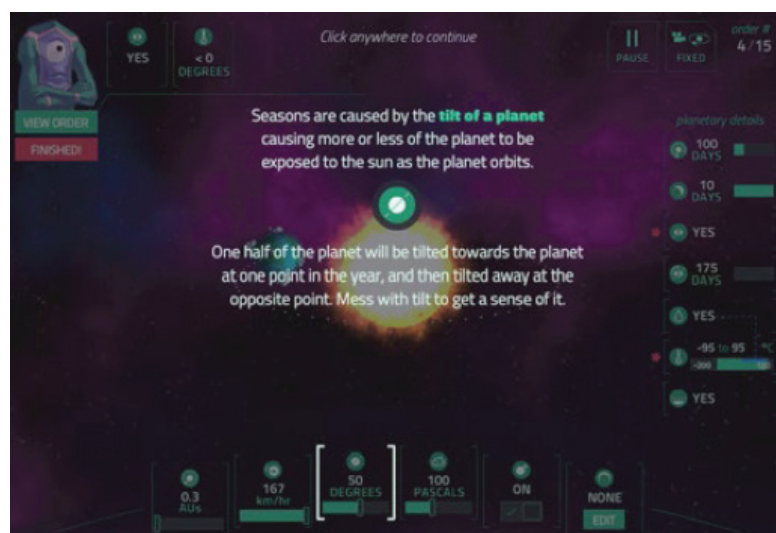 Click anywhere to continue
order #
4/15
YES
< 0
DEGREES
PAUSE
FIXED
VIEW ORDER
FINISHED!
Seasons are caused by the tilt of a planet
causing more or less of the planet to be
exposed to the sun as the planet orbits.
One half of the planet will be tilted towards the planet
at one point in the year, and then tilted away at the
opposite point. Mess with tilt to get a sense of it.
planetary details
100
DAYS
10
DAYS
YES
175
DAYS
YES
-95 to 95 °C
-200
YES
0.3
AUs
167
km/hr
50
DEGREES
100
PASCALS
ON
NONE
EDIT